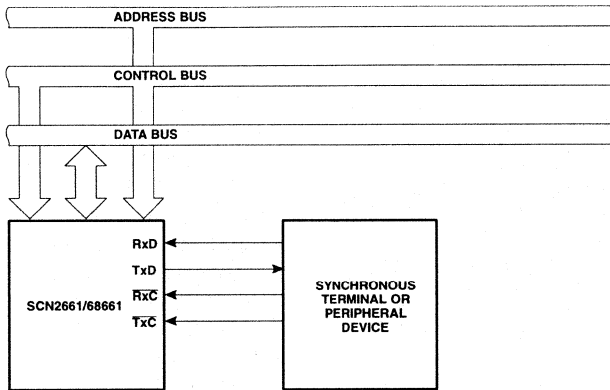 ADDRESS BUS
CONTROL BUS
DATA BUS
RxD
TxD
RxC
TxC
SCN2661/68661
SYNCHRONOUS
TERMINAL OR
PERIPHERAL
DEVICE